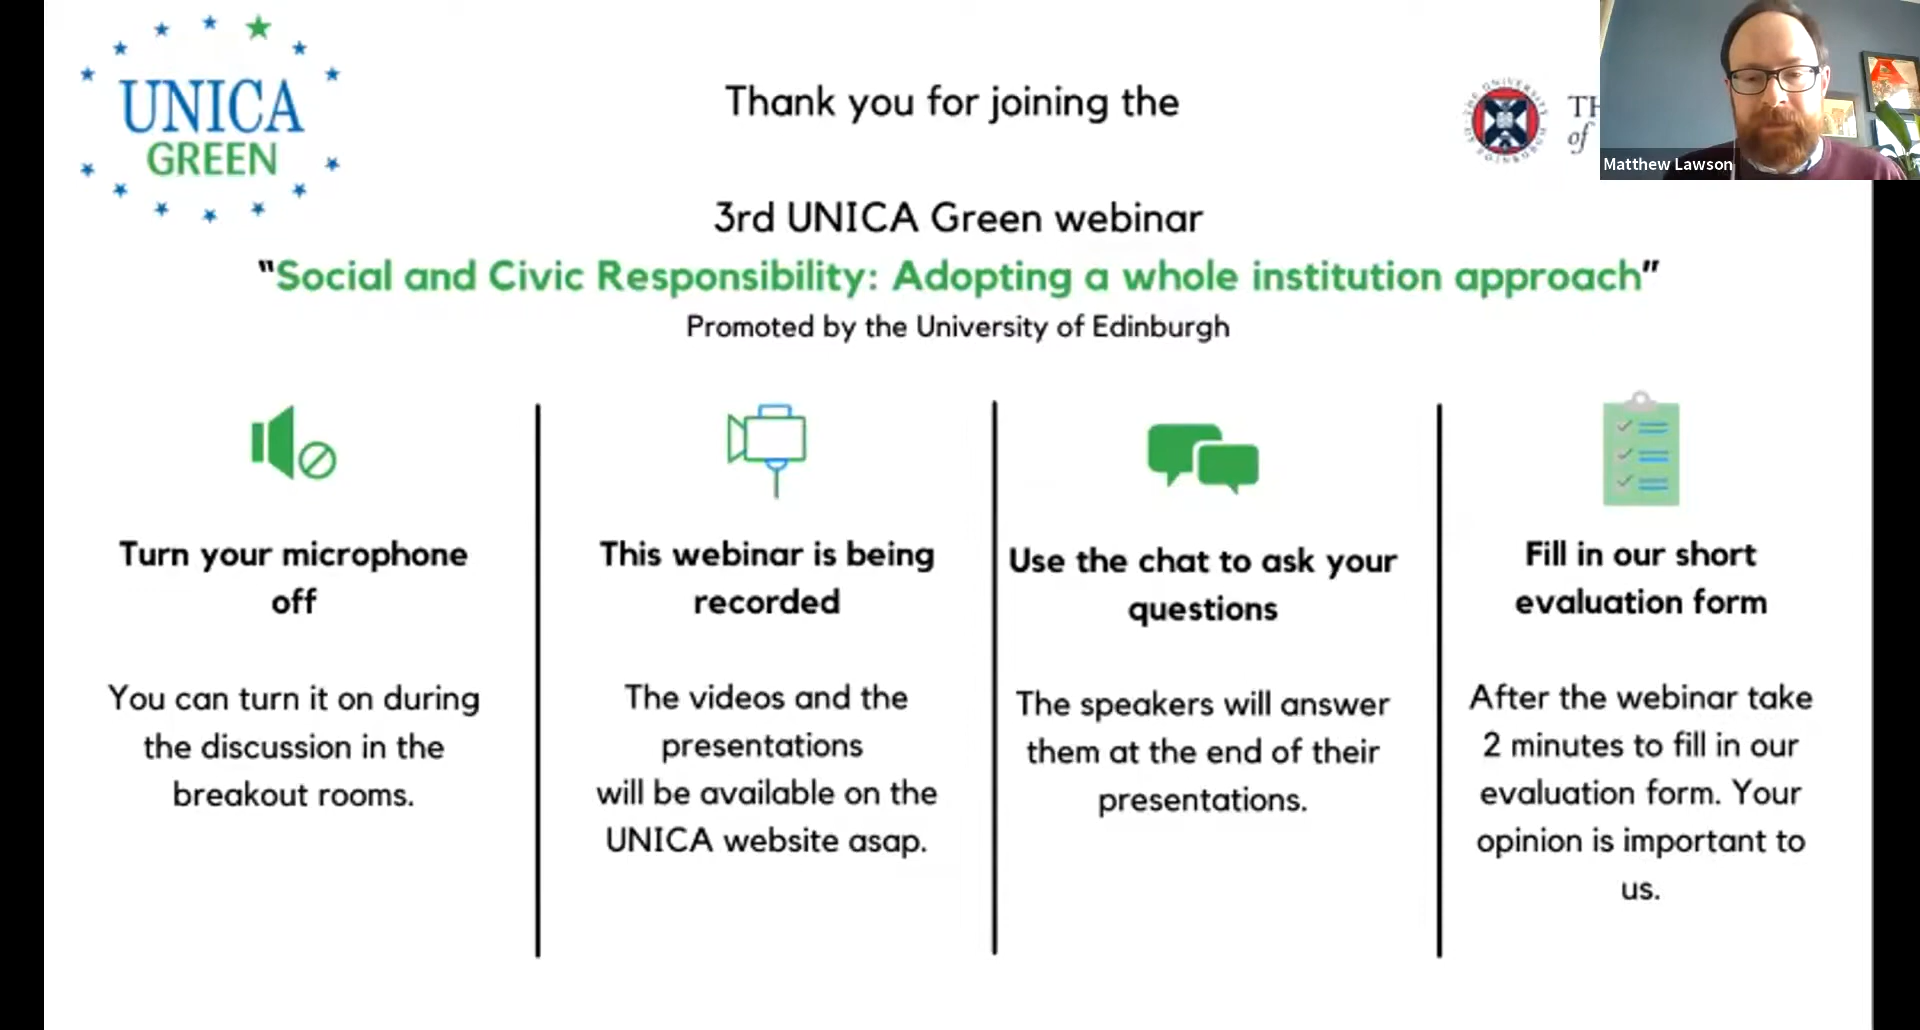 UNICA
GREEN
Thank you for joining the
3rd UNICA Green webinar
"Social and Civic Responsibility: Adopting a whole institution approach"
Promoted by the University of Edinburgh
THE UNIVERSITY OF EDINBURGH
of
Matthew Lawson
Turn your microphone
off
You can turn it on during
the discussion in the
breakout rooms.
This webinar is being
recorded
The videos and the
presentations
will be available on the
UNICA website asap.
Use the chat to ask your
questions
The speakers will answer
them at the end of their
presentations.
Fill in our short
evaluation form
After the webinar take
2 minutes to fill in our
evaluation form. Your
opinion is important to
us.